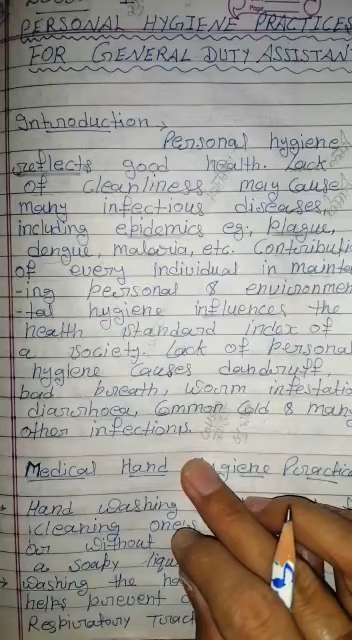 PERSONAL HYGIENE PRACTICES
FOR GENERAL DUTY ASSISTAN
Introduction
Personal hygiene
reflects good health. Lack
of cleanliness may cause
many infectious diseases,
including epidemics eg., Plague,
dengue, malaria, etc. Contributi
of every individual in mainte
-ing personal & environmen
-tal hygiene influences the
health standard index of
a society. Lack of personal
hygiene causes dandruff,
bad breath, worm infestatio
diarrhoea, Common Cold & many
other infections.
Medical Hand giene Practic
Hand washing
cleaning one's
or without
a soapy liqu
Washing the ha
helps prevent
Respiratory Tract